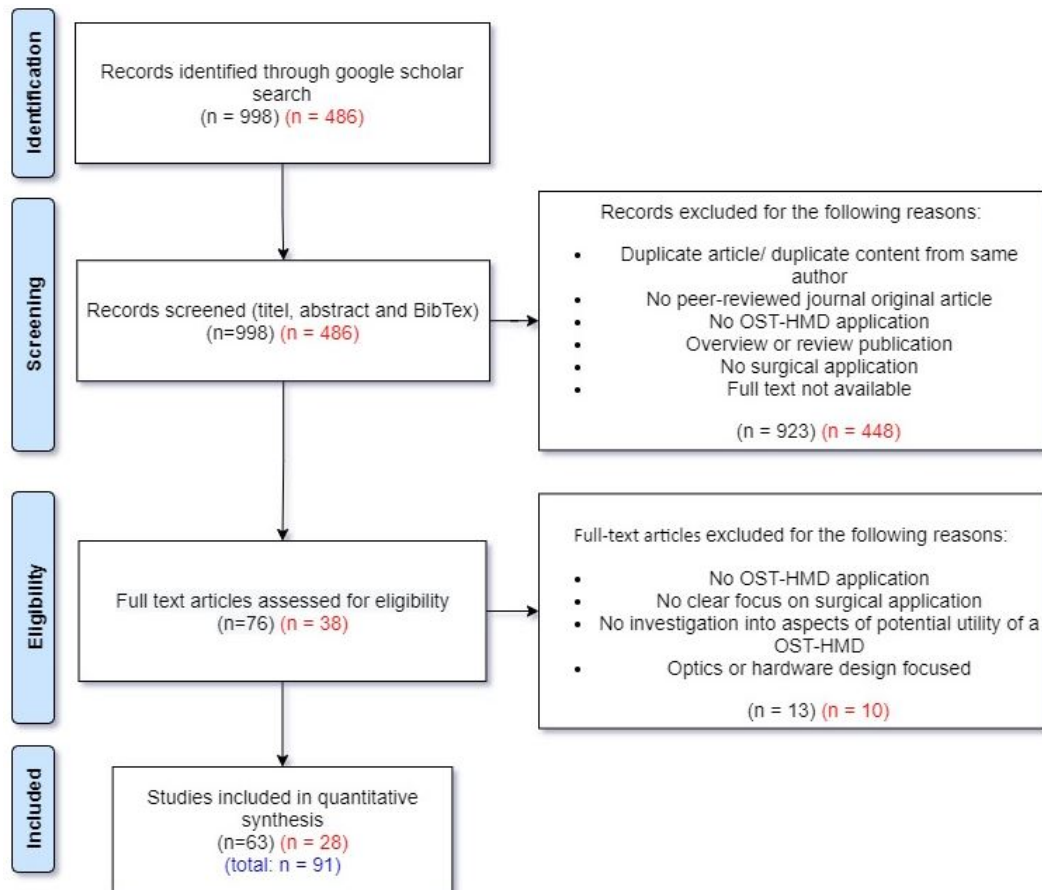 Identification
Records identified through google scholar
search
(n = 998) (n = 486)
Screening
Records screened (titel, abstract and BibTex)
(n=998) (n = 486)
Records excluded for the following reasons:
• Duplicate article/ duplicate content from same
author
• No peer-reviewed journal original article
• No OST-HMD application
• Overview or review publication
• No surgical application
• Full text not available
(n = 923) (n = 448)
Eligibility
Full text articles assessed for eligibility
(n=76) (n = 38)
Full-text articles excluded for the following reasons:
• No OST-HMD application
• No clear focus on surgical application
• No investigation into aspects of potential utility of a
OST-HMD
• Optics or hardware design focused
(n = 13) (n = 10)
Included
Studies included in quantitative
synthesis
(n=63) (n = 28)
(total: n = 91)